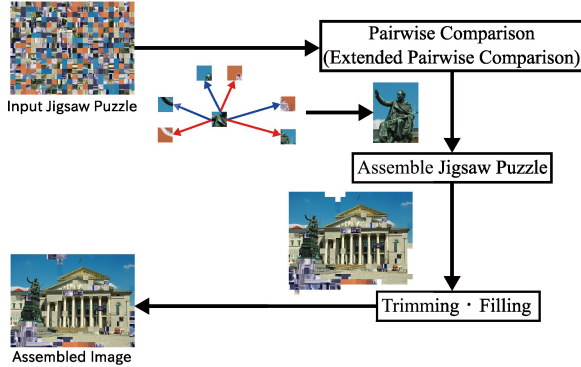 Pairwise Comparison
(Extended Pairwise Comparison)
Input Jigsaw Puzzle
Assemble Jigsaw Puzzle
Trimming・Filling
Assembled Image